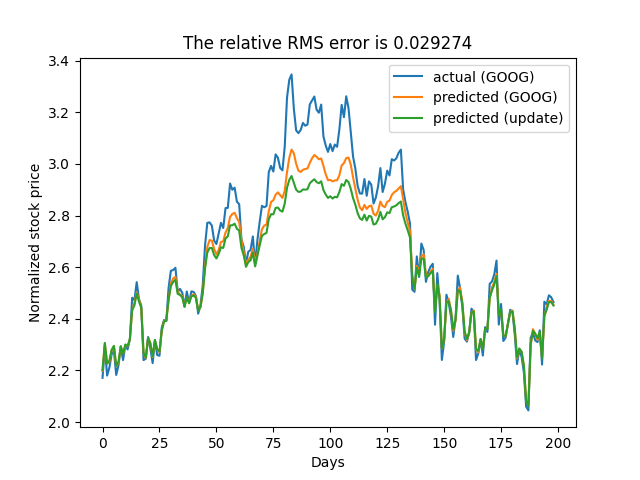 The relative RMS error is 0.029274
3.4
3.2
3.0
2.8
2.6
2.4
2.2
2.0
Normalized stock price
actual (GOOG)
predicted (GOOG)
predicted (update)
0 25 50 75 100 125 150 175 200
Days